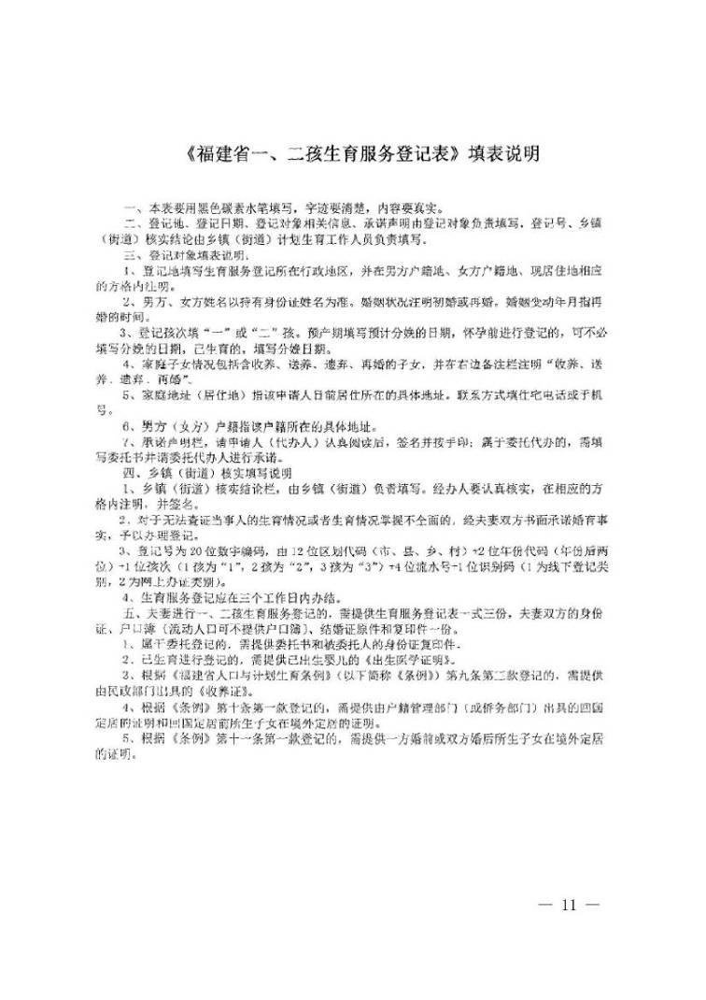 《福建省一、二孩生育服务登记表》填表说明
一、本表要用黑色碳素水笔填写，字迹要清楚，内容要真实。
二、登记地、登记日期、登记对象相关信息、承诺声明由登记对象负责填写，登记号、乡镇
（街道）核实结论由乡镇（街道）计划生育工作人员负责填写。
三、登记对象填表说明：
1、登记地填写生育服务登记所在行政地区，并在男方户籍地、女方户籍地、现居住地相应
的方格内注明。
2、男方、女方姓名以持有身份证姓名为准。婚姻状况注明初婚或再婚，婚姻变动年月指再
婚的时间。
3、登记孩次填“一”或“二”孩。预产期填写预计分娩的日期，怀孕前进行登记的，可不必
填写分娩的日期，已生育的，填写分娩日期。
4、家庭子女情况包括含收养、送养、遗弃、再婚的子女，并在右边备注栏注明“收养、送
养、遗弃、再婚”。
5、家庭地址（居住地）指该申请人目前居住所在的具体地址。联系方式填住宅电话或手机
号。
6、男方（女方）户籍指该户籍所在的具体地址。
7、承诺声明栏，请申请人（代办人）认真阅读后，签名并按手印；属于委托代办的，需填
写委托书并请委托代办人进行承诺。
四、乡镇（街道）核实填写说明
1、乡镇（街道）核实结论栏，由乡镇（街道）负责填写。经办人要认真核实，在相应的方
格内注明，并签名。
2、对于无法查证当事人的生育情况或者生育情况掌握不全面的，经夫妻双方书面承诺婚育事
实，予以办理登记。
3、登记号为20位数字编码，由12位区划代码（市、县、乡、村）+2位年份代码（年份后两
位）+1位孩次（1孩为“1”，2孩为“2”，3孩为“3”）+4位流水号+1位识别码（1为线下登记类
别，2为网上办证类别）。
4、生育服务登记应在三个工作日内办结。
五、夫妻进行一、二孩生育服务登记的，需提供生育服务登记表一式三份，夫妻双方的身份
证、户口簿（流动人口可不提供户口簿）、结婚证原件和复印件一份。
1、属于委托登记的，需提供委托书和被委托人的身份证复印件。
2、已生育进行登记的，需提供已出生婴儿的《出生医学证明》。
3、根据《福建省人口与计划生育条例》（以下简称《条例》）第九条第二款登记的，需提供
由民政部门出具的《收养证》。
4、根据《条例》第十条第一款登记的，需提供由户籍管理部门（或侨务部门）出具的回国
定居的证明和回国定居前所生子女在境外定居的证明。
5、根据《条例》第十一条第一款登记的，需提供一方婚前或双方婚后所生子女在境外定居
的证明。
— 11 —